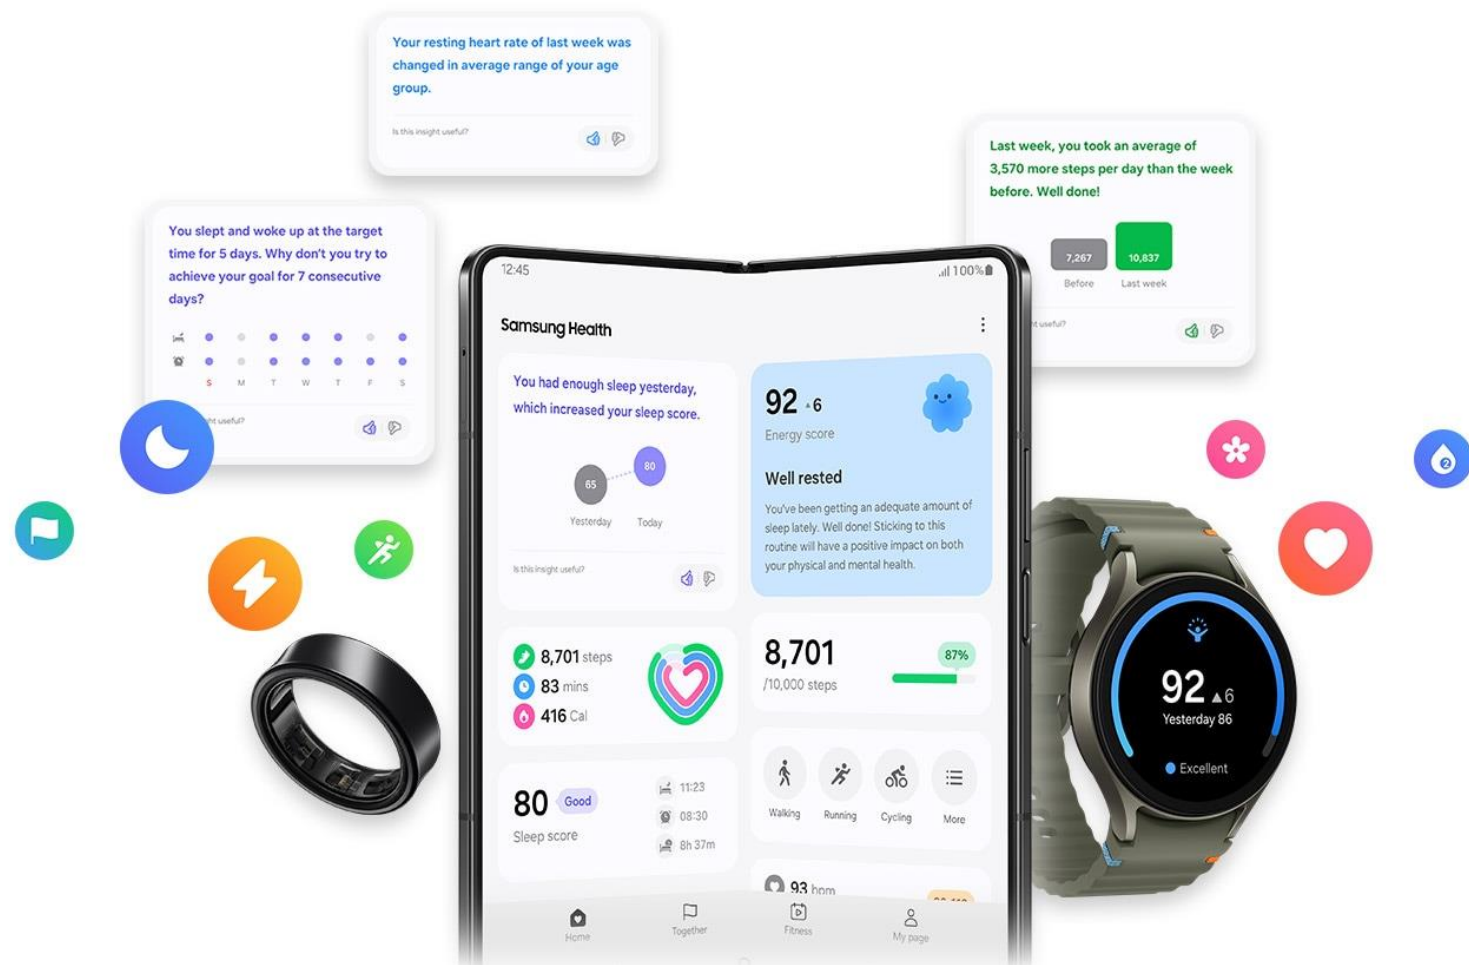 Your resting heart rate of last week was
changed in average range of your age
group.
Is this insight useful?
Last week, you took an average of
3,570 more steps per day than the week
before. Well done!
7,267
10,837
Before
Last week
useful?
You slept and woke up at the target
time for 5 days. Why don't you try to
achieve your goal for 7 consecutive
days?
S M T W T F S
useful?
12:45
100%
Samsung Health
You had enough sleep yesterday,
which increased your sleep score.
65
80
Yesterday
Today
Is this insight useful?
92 ▲6
Energy score
Well rested
You've been getting an adequate amount of
sleep lately. Well done! Sticking to this
routine will have a positive impact on both
your physical and mental health.
8,701 steps
83 mins
416 Cal
8,701
/10,000 steps
87%
80 Good
Sleep score
11:23
08:30
8h 37m
Walking
Running
Cycling
More
93 bpm
Home
Together
Fitness
My page
2
92 ▲6
Yesterday 86
Excellent